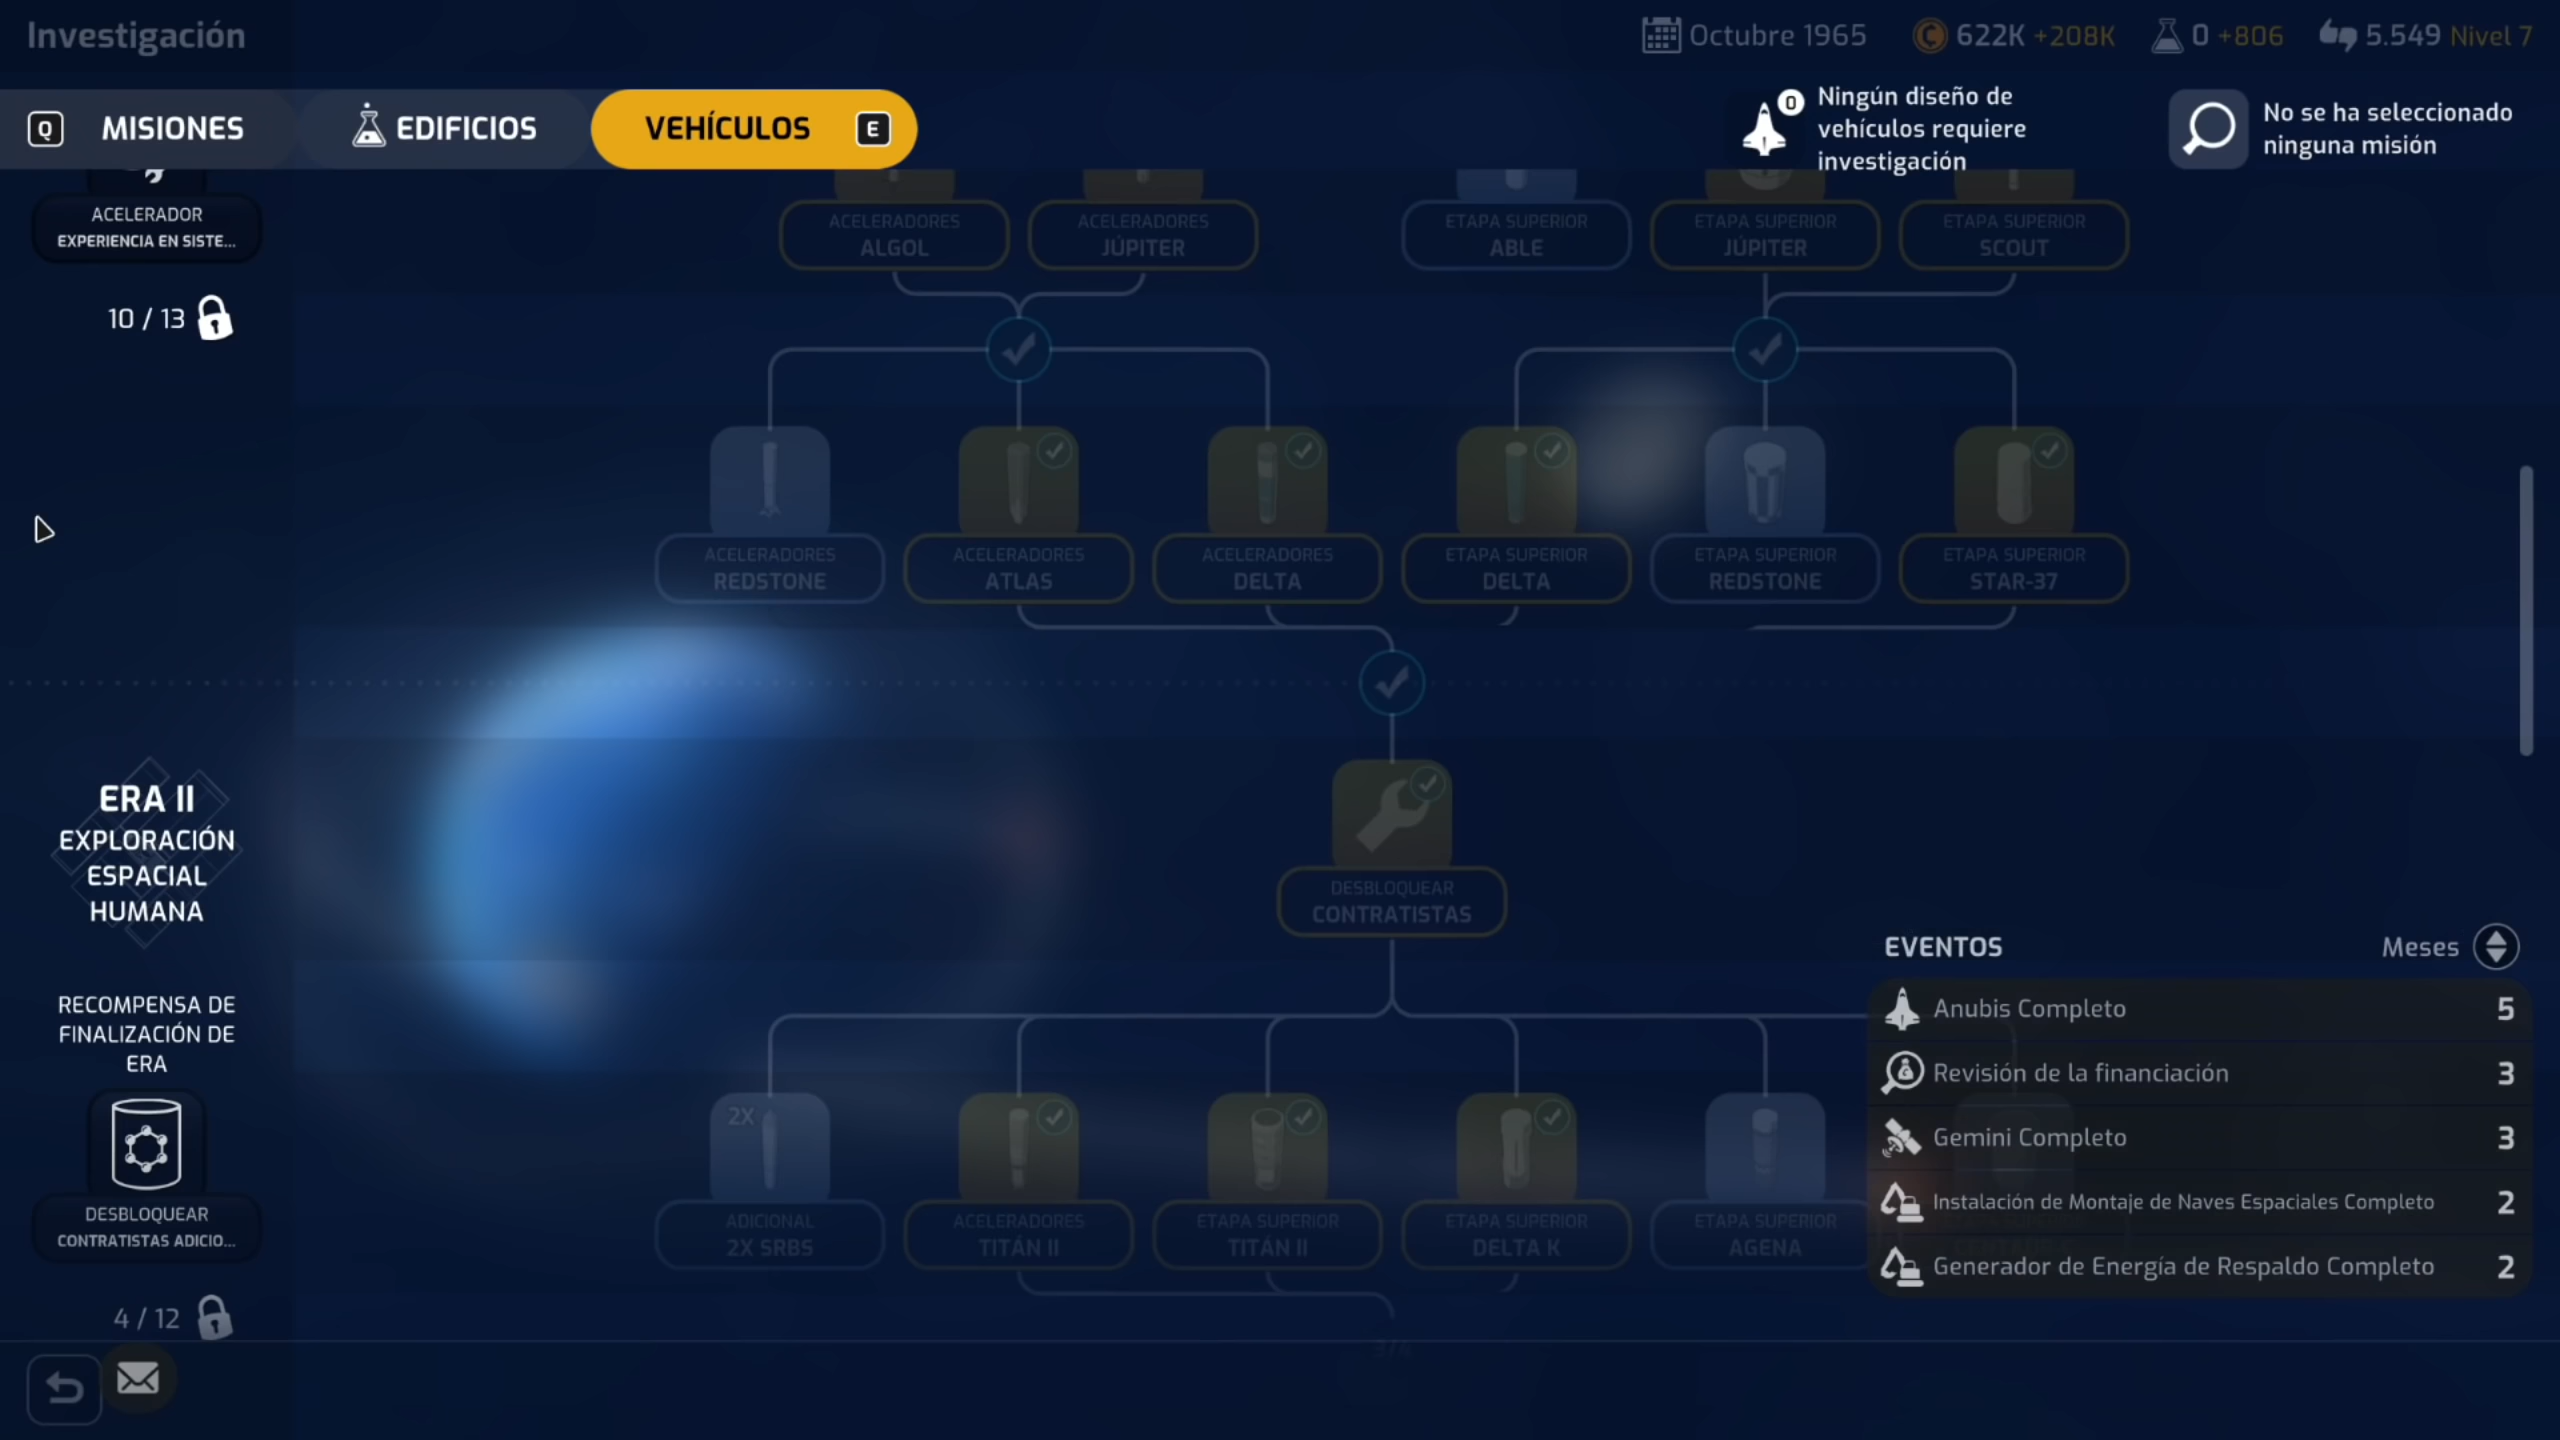 Investigación
Octubre 1965
622K +208K
0 +806
5.549 Nivel 7
Q MISIONES
EDIFICIOS
VEHÍCULOS E
0
Ningún diseño de
vehículos requiere
investigación
No se ha seleccionado
ninguna misión
ACELERADOR
EXPERIENCIA EN SISTE...
10 / 13
ACELERADORES
ALGOL
ACELERADORES
JÚPITER
ETAPA SUPERIOR
ABLE
ETAPA SUPERIOR
JÚPITER
ETAPA SUPERIOR
SCOUT
ACELERADORES
REDSTONE
ACELERADORES
ATLAS
ACELERADORES
DELTA
ETAPA SUPERIOR
DELTA
ETAPA SUPERIOR
REDSTONE
ETAPA SUPERIOR
STAR-37
ERA II
EXPLORACIÓN
ESPACIAL
HUMANA
DESBLOQUEAR
CONTRATISTAS
RECOMPENSA DE
FINALIZACIÓN DE
ERA
DESBLOQUEAR
CONTRATISTAS ADICIO...
4 / 12
2X
ADICIONAL
2X SRBS
ACELERADORES
TITÁN II
ETAPA SUPERIOR
TITÁN II
ETAPA SUPERIOR
DELTA K
ETAPA SUPERIOR
AGENA
EVENTOS
Meses
Anubis Completo 5
Revisión de la financiación 3
Gemini Completo 3
Instalación de Montaje de Naves Espaciales Completo 2
Generador de Energía de Respaldo Completo 2